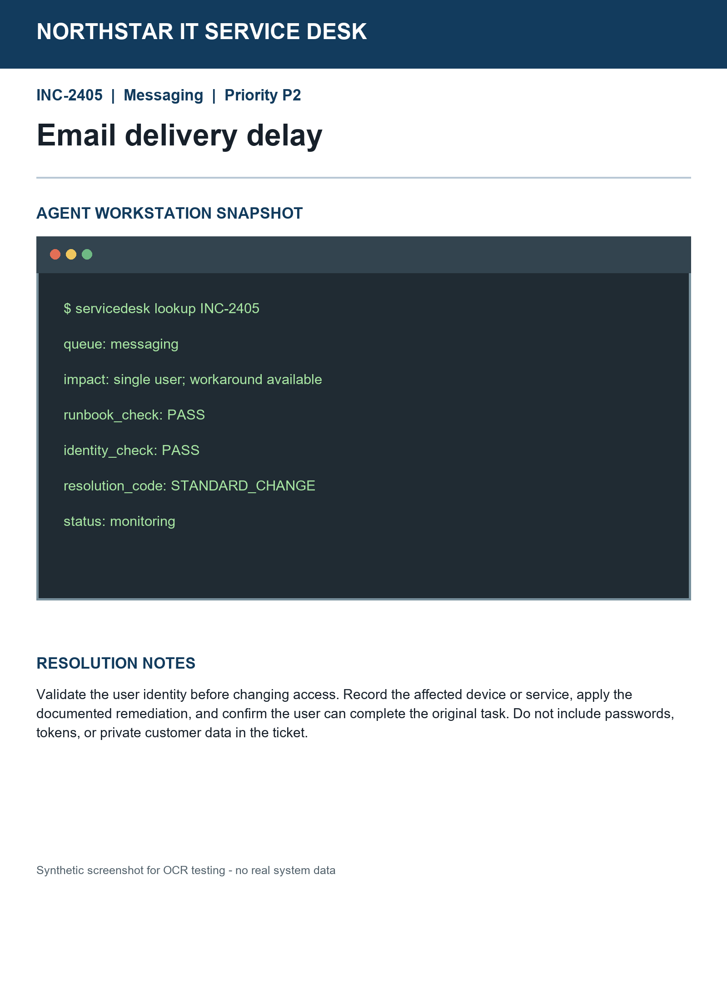 NORTHSTAR IT SERVICE DESK
INC-2405 | Messaging | Priority P2
Email delivery delay
AGENT WORKSTATION SNAPSHOT
$ servicedesk lookup INC-2405
queue: messaging
impact: single user; workaround available
runbook_check: PASS
identity_check: PASS
resolution_code: STANDARD_CHANGE
status: monitoring
RESOLUTION NOTES
Validate the user identity before changing access. Record the affected device or service, apply the
documented remediation, and confirm the user can complete the original task. Do not include passwords,
tokens, or private customer data in the ticket.
Synthetic screenshot for OCR testing - no real system data